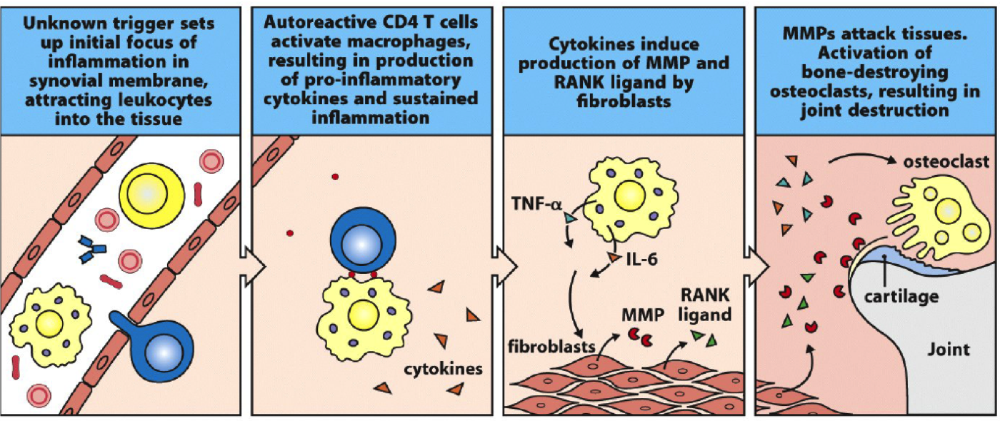 Unknown trigger sets
up initial focus of
inflammation in
synovial membrane,
attracting leukocytes
into the tissue
Autoreactive CD4 T cells
activate macrophages,
resulting in production
of pro-inflammatory
cytokines and sustained
inflammation
cytokines
Cytokines induce
production of MMP and
RANK ligand by
fibroblasts
TNF-α
IL-6
RANK
ligand
MMP
fibroblasts
MMPs attack tissues.
Activation of
bone-destroying
osteoclasts, resulting in
joint destruction
osteoclast
cartilage
Joint